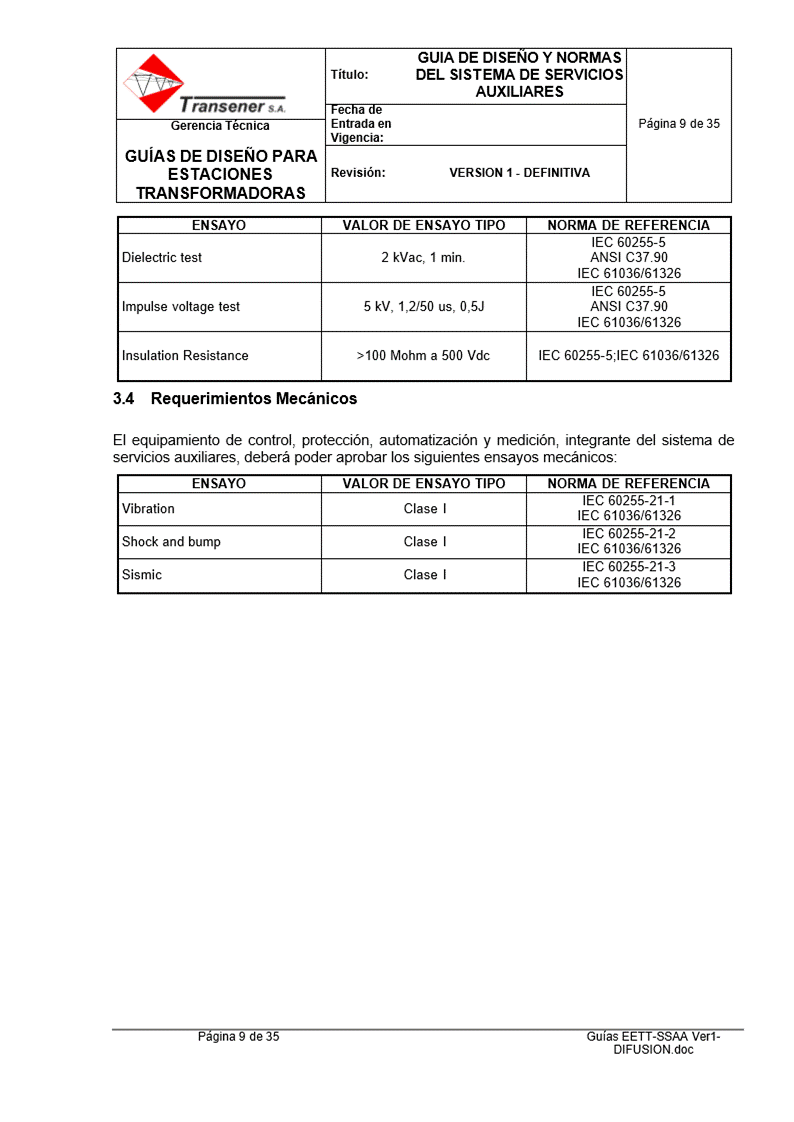 Transener S.A.
Gerencia Técnica
GUÍAS DE DISEÑO PARA
ESTACIONES
TRANSFORMADORAS
Título:
GUIA DE DISEÑO Y NORMAS
DEL SISTEMA DE SERVICIOS
AUXILIARES
Fecha de
Entrada en
Vigencia:
Revisión:
VERSION 1 - DEFINITIVA
Página 9 de 35
ENSAYO VALOR DE ENSAYO TIPO NORMA DE REFERENCIA
Dielectric test 2 kVac, 1 min. IEC 60255-5
ANSI C37.90
IEC 61036/61326
Impulse voltage test 5 kV, 1,2/50 us, 0,5J IEC 60255-5
ANSI C37.90
IEC 61036/61326
Insulation Resistance >100 Mohm a 500 Vdc IEC 60255-5;IEC 61036/61326
3.4 Requerimientos Mecánicos
El equipamiento de control, protección, automatización y medición, integrante del sistema de
servicios auxiliares, deberá poder aprobar los siguientes ensayos mecánicos:
ENSAYO VALOR DE ENSAYO TIPO NORMA DE REFERENCIA
Vibration Clase I IEC 60255-21-1
IEC 61036/61326
Shock and bump Clase I IEC 60255-21-2
IEC 61036/61326
Sismic Clase I IEC 60255-21-3
IEC 61036/61326
Página 9 de 35 Guías EETT-SSAA Ver1-
DIFUSION.doc